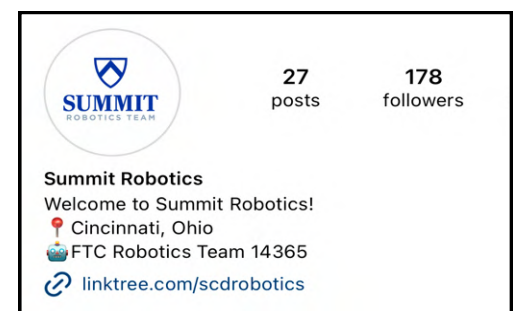 SUMMIT
ROBOTICS TEAM
27 178
posts followers
Summit Robotics
Welcome to Summit Robotics!
📍Cincinnati, Ohio
🤖FTC Robotics Team 14365
linktree.com/scdrobotics